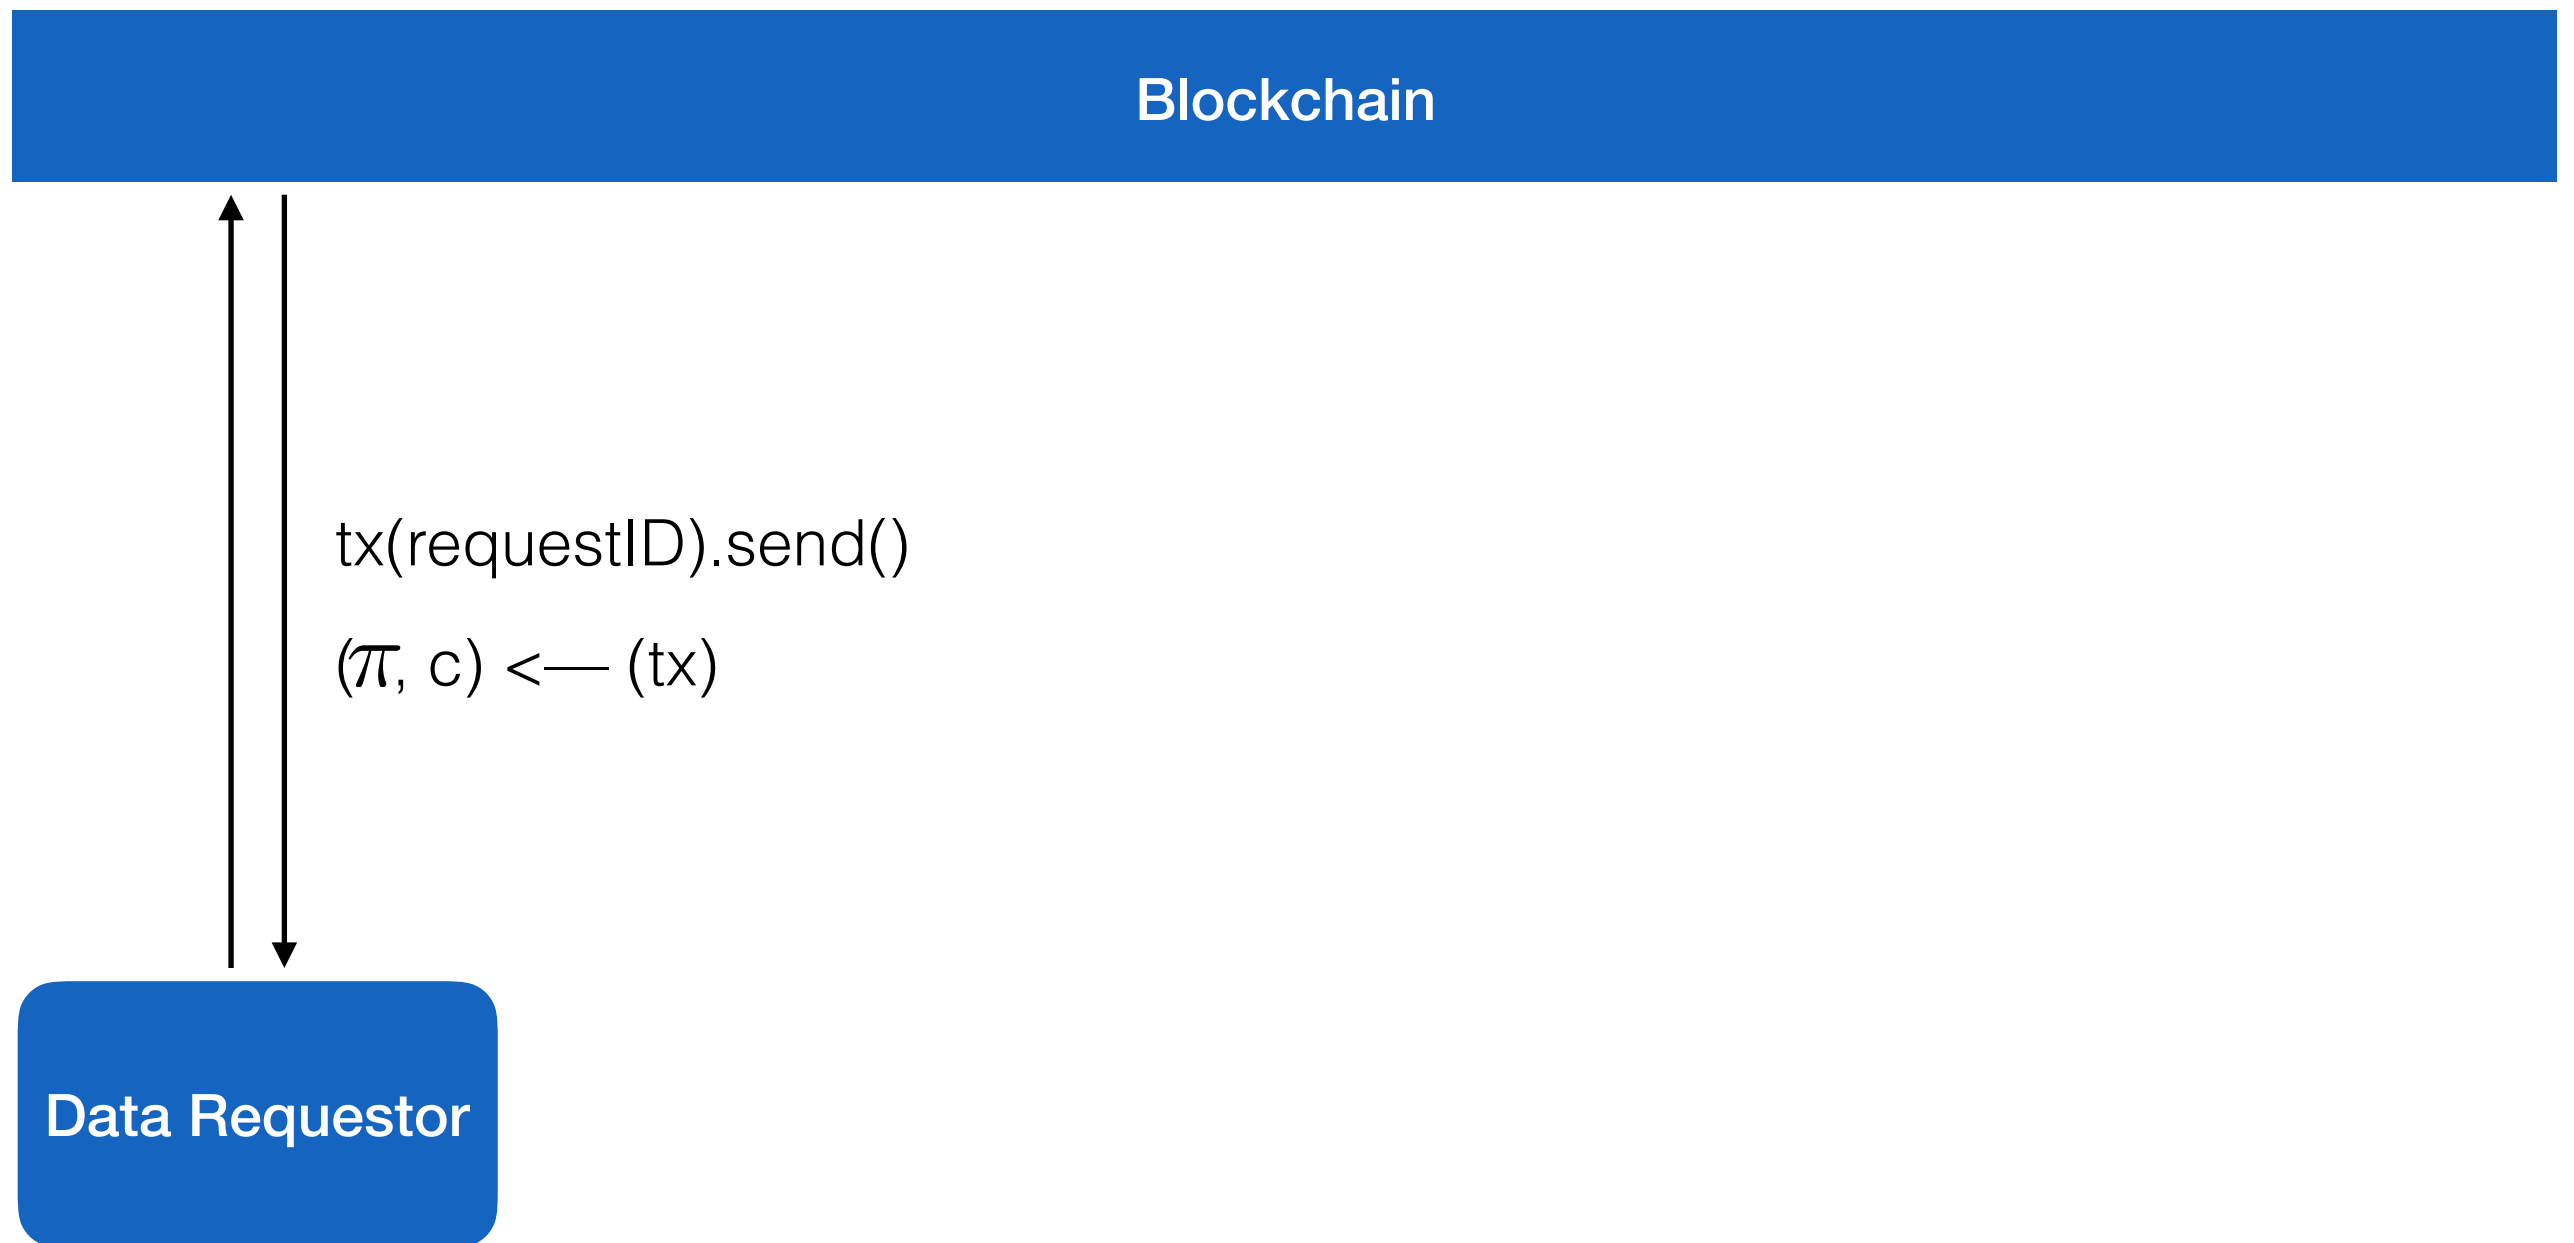 Blockchain
tx(requestID).send()
(π, c) <— (tx)
Data Requestor